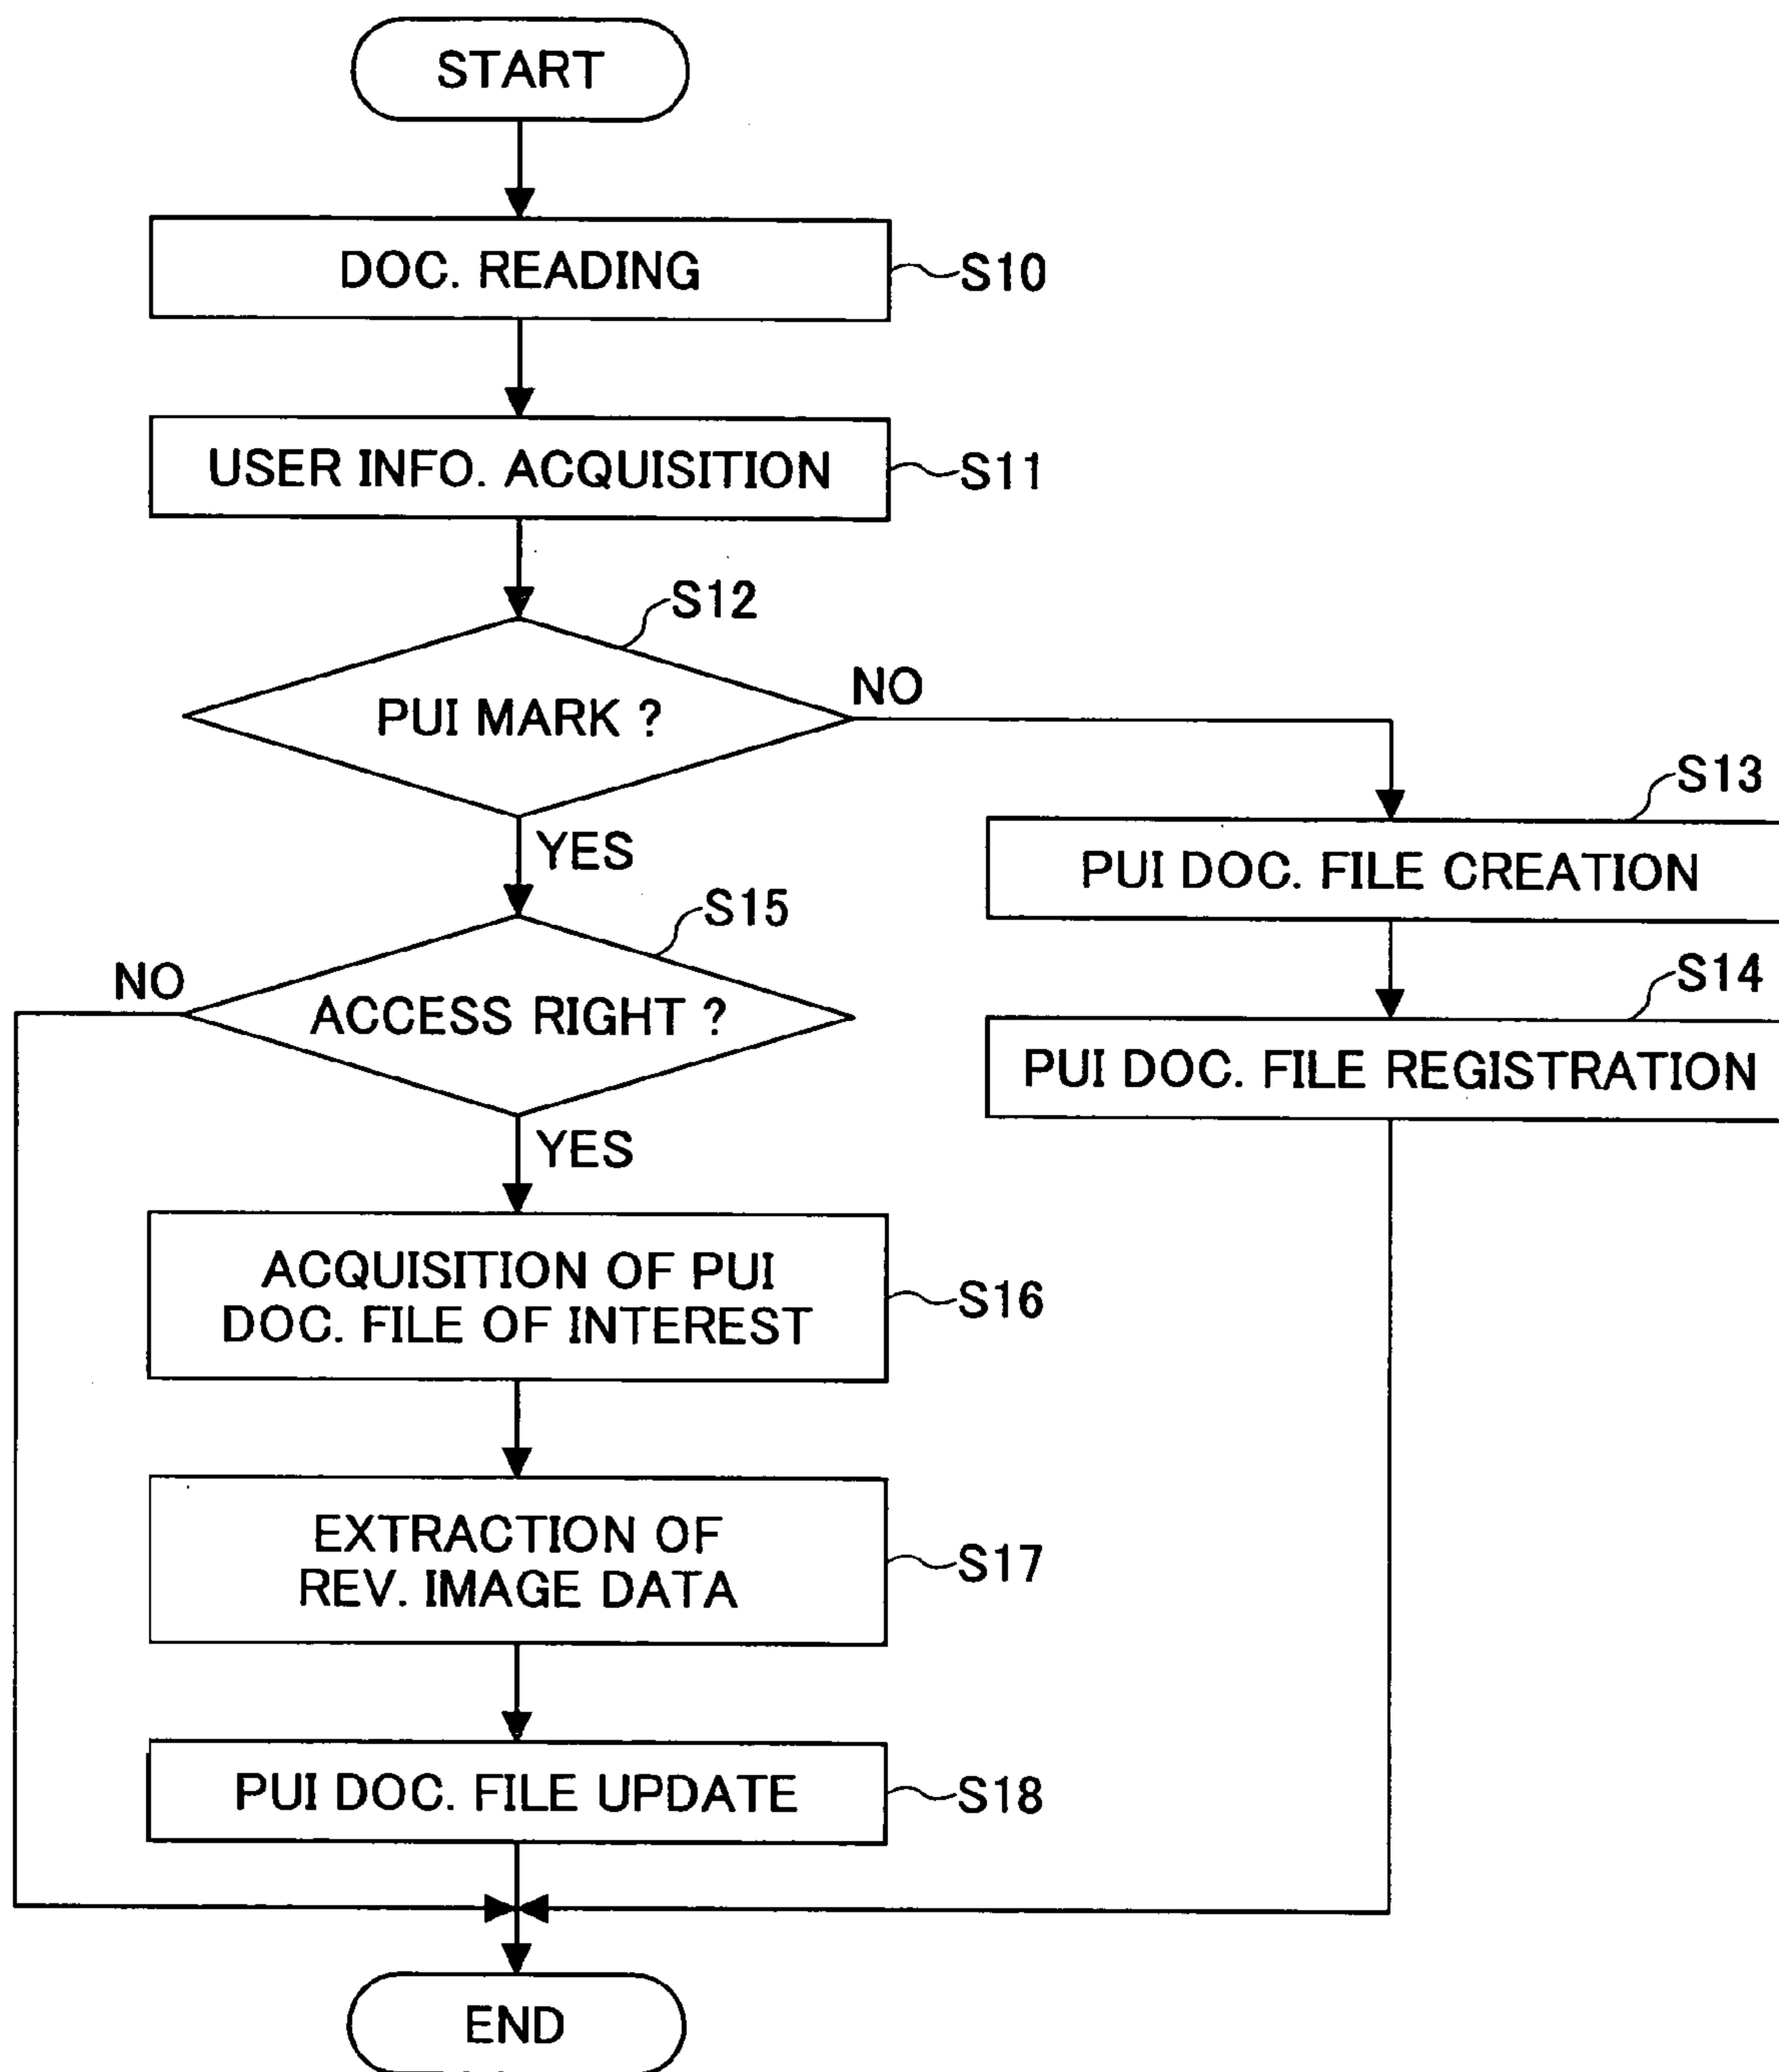 START
DOC. READING
S10
USER INFO. ACQUISITION
S11
S12
PUI MARK ?
NO
YES
S13
PUI DOC. FILE CREATION
S15
NO
ACCESS RIGHT ?
S14
PUI DOC. FILE REGISTRATION
YES
ACQUISITION OF PUI
DOC. FILE OF INTEREST
S16
EXTRACTION OF
REV. IMAGE DATA
S17
PUI DOC. FILE UPDATE
S18
END